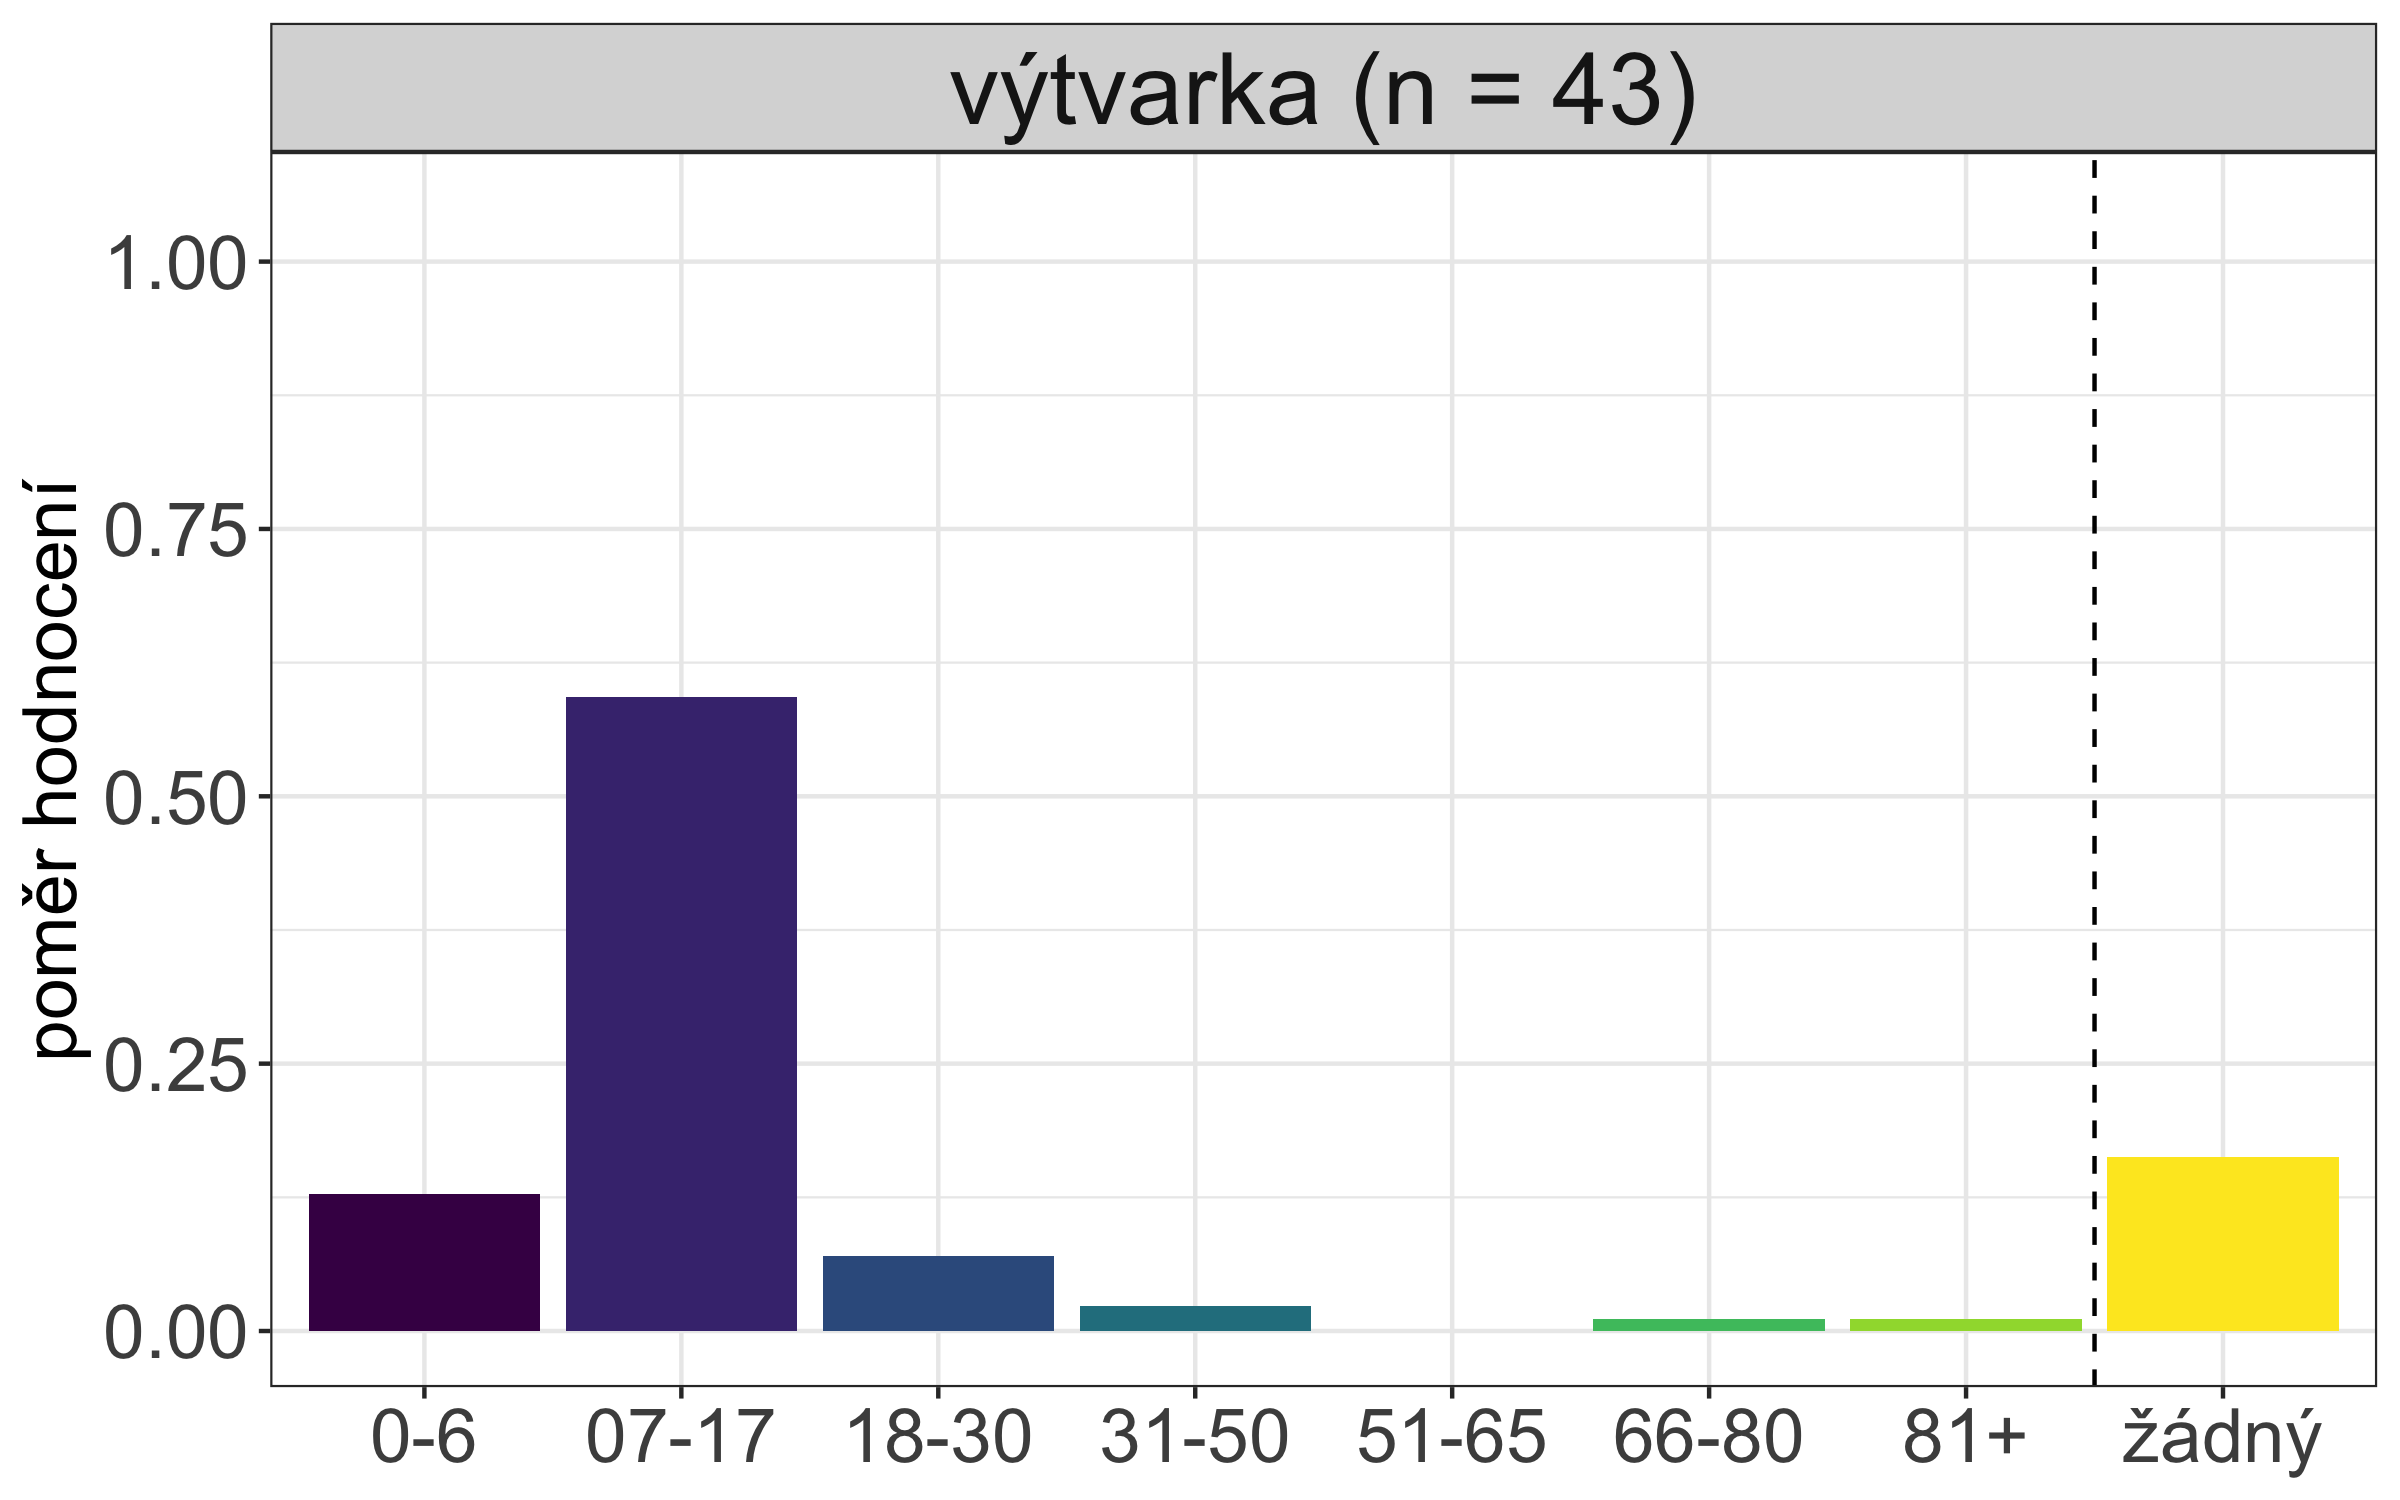 výtvarka (n = 43)
poměr hodnocení
1.00
0.75
0.50
0.25
0.00
0-6 07-17 18-30 31-50 51-65 66-80 81+ žádný